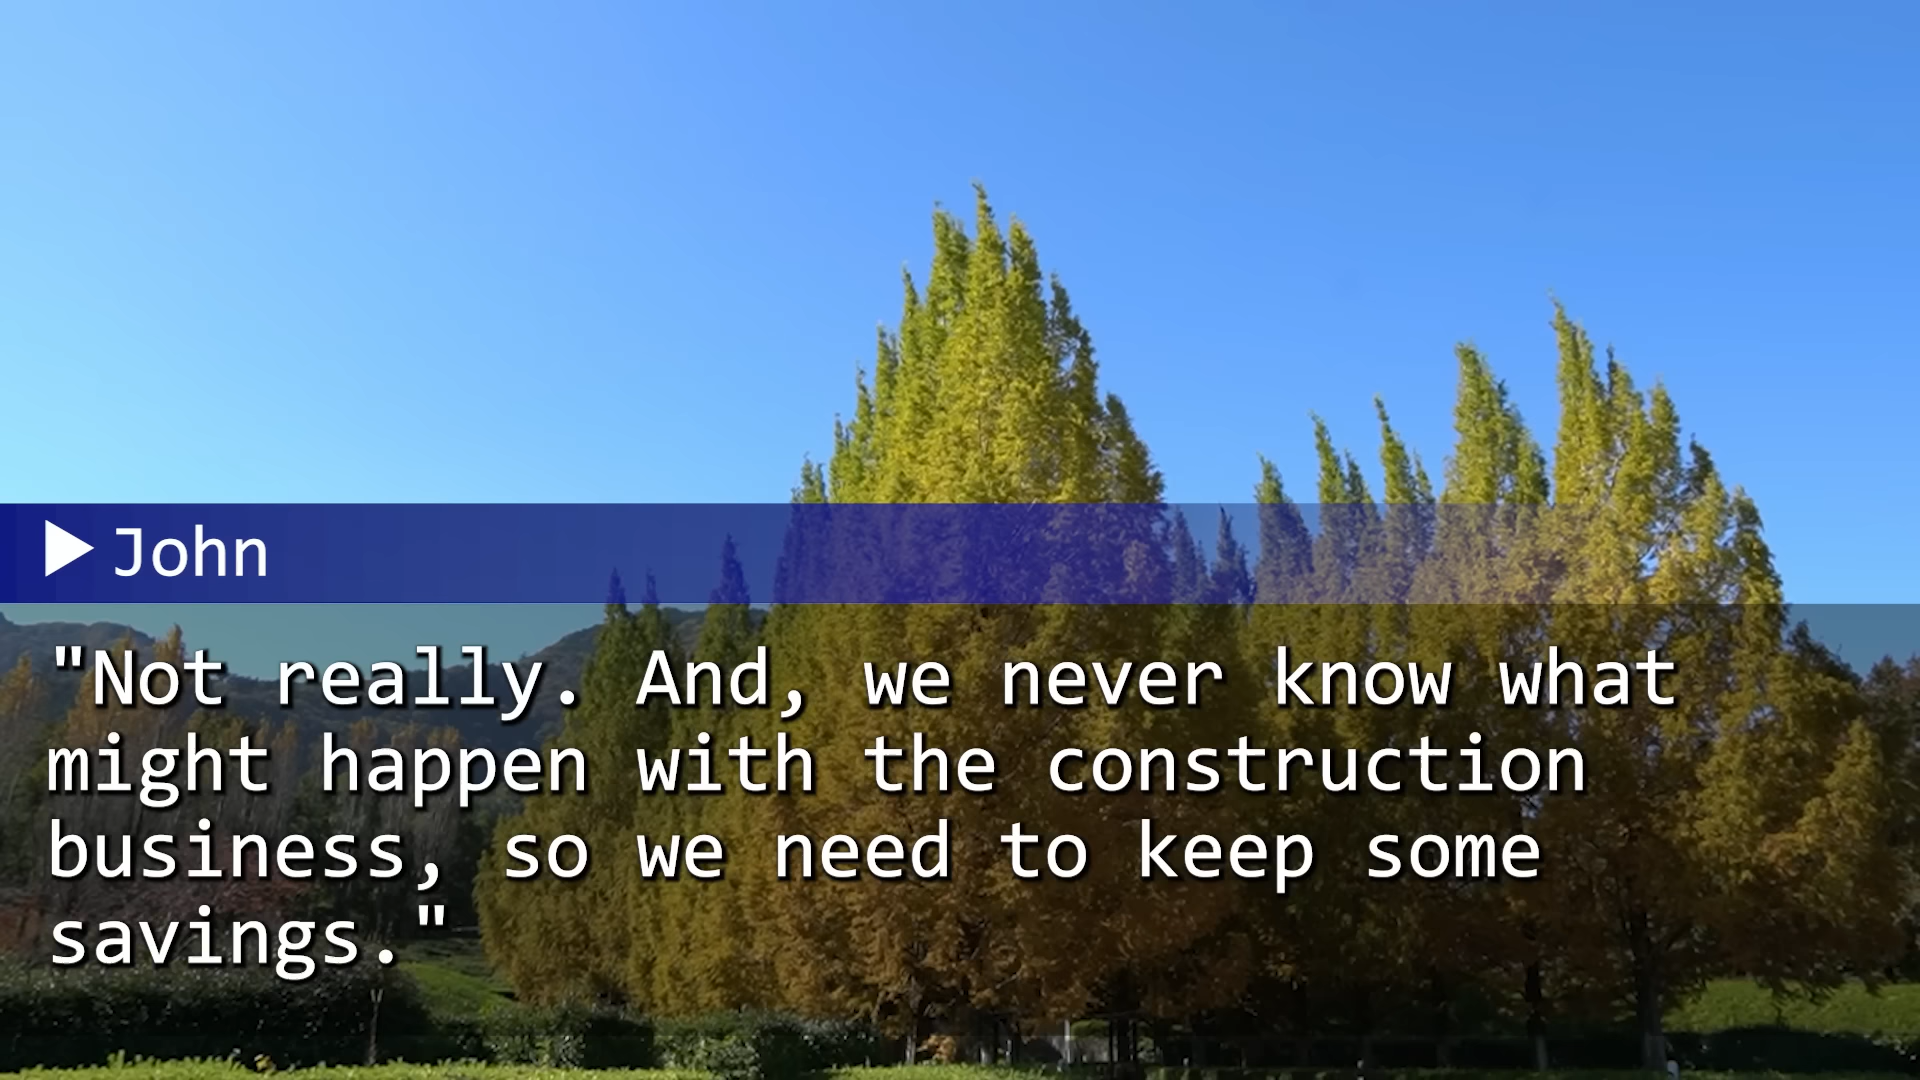 John
"Not really. And, we never know what
might happen with the construction
business, so we need to keep some
savings."